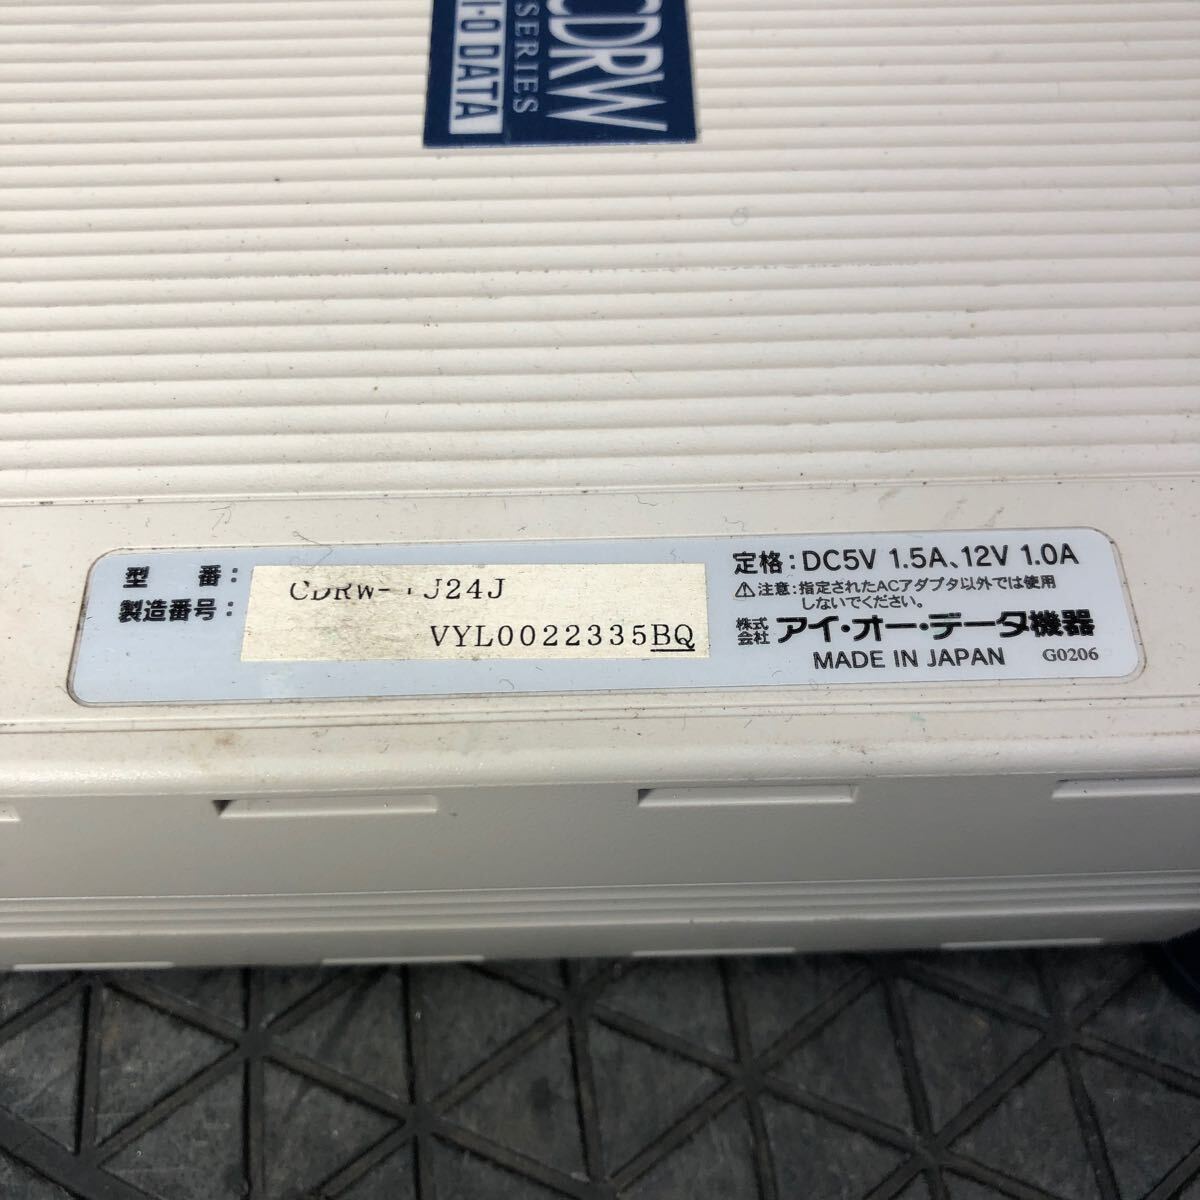 CDRW
SERIES
I·O DATA
型 番:
J24J
製造番号:
VYL0022335BQ
定格:DC5V 1.5A、12V 1.0A
⚠注意:指定されたACアダプタ以外では使用
しないでください。
株式会社 アイ・オー・データ機器
MADE IN JAPAN G0206